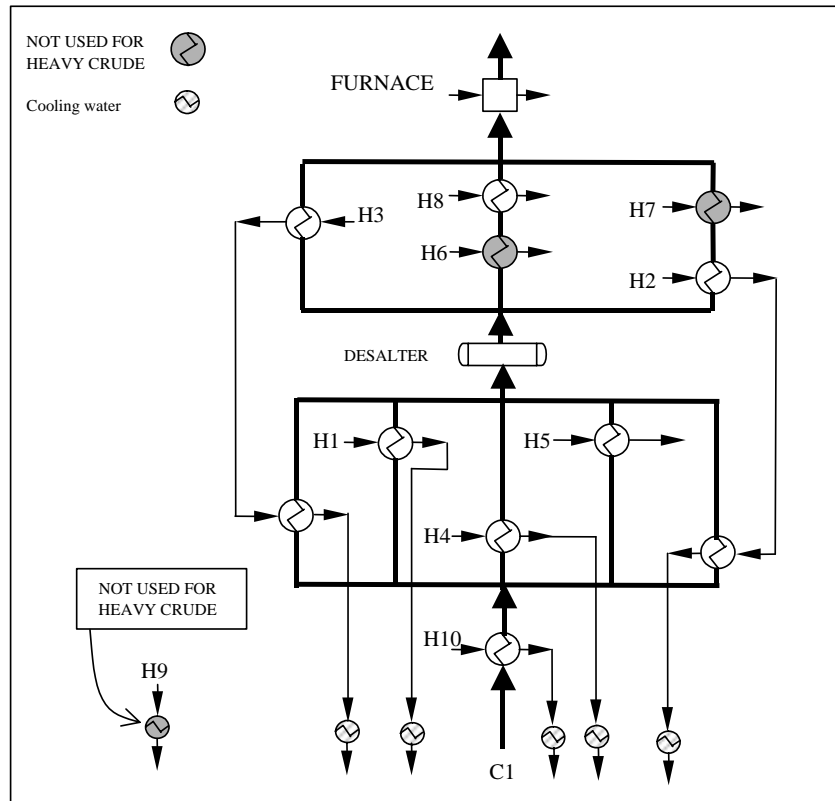 NOT USED FOR
HEAVY CRUDE
Cooling water
FURNACE
H8
H7
H3
H6
H2
DESALTER
H1
H5
H4
NOT USED FOR
HEAVY CRUDE
H10
H9
C1